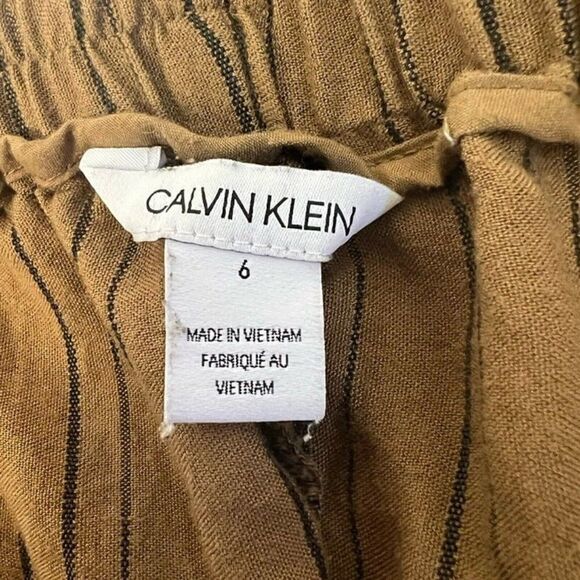 CALVIN KLEIN
6
MADE IN VIETNAM
FABRIQUÉ AU
VIETNAM